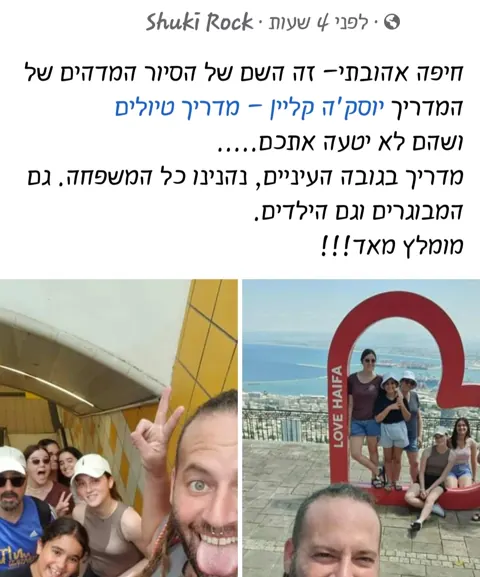 Shuki Rock · לפני 4 שעות ·
חיפה אהובתי– זה השם של הסיור המדהים של
המדריך יוסק'ה קליין – מדריך טיולים
ושהם לא יטעה אתכם.....
מדריך בגובה העיניים, נהנינו כל המשפחה. גם
המבוגרים וגם הילדים.
מומלץ מאד!!!
LOVE HAIFA